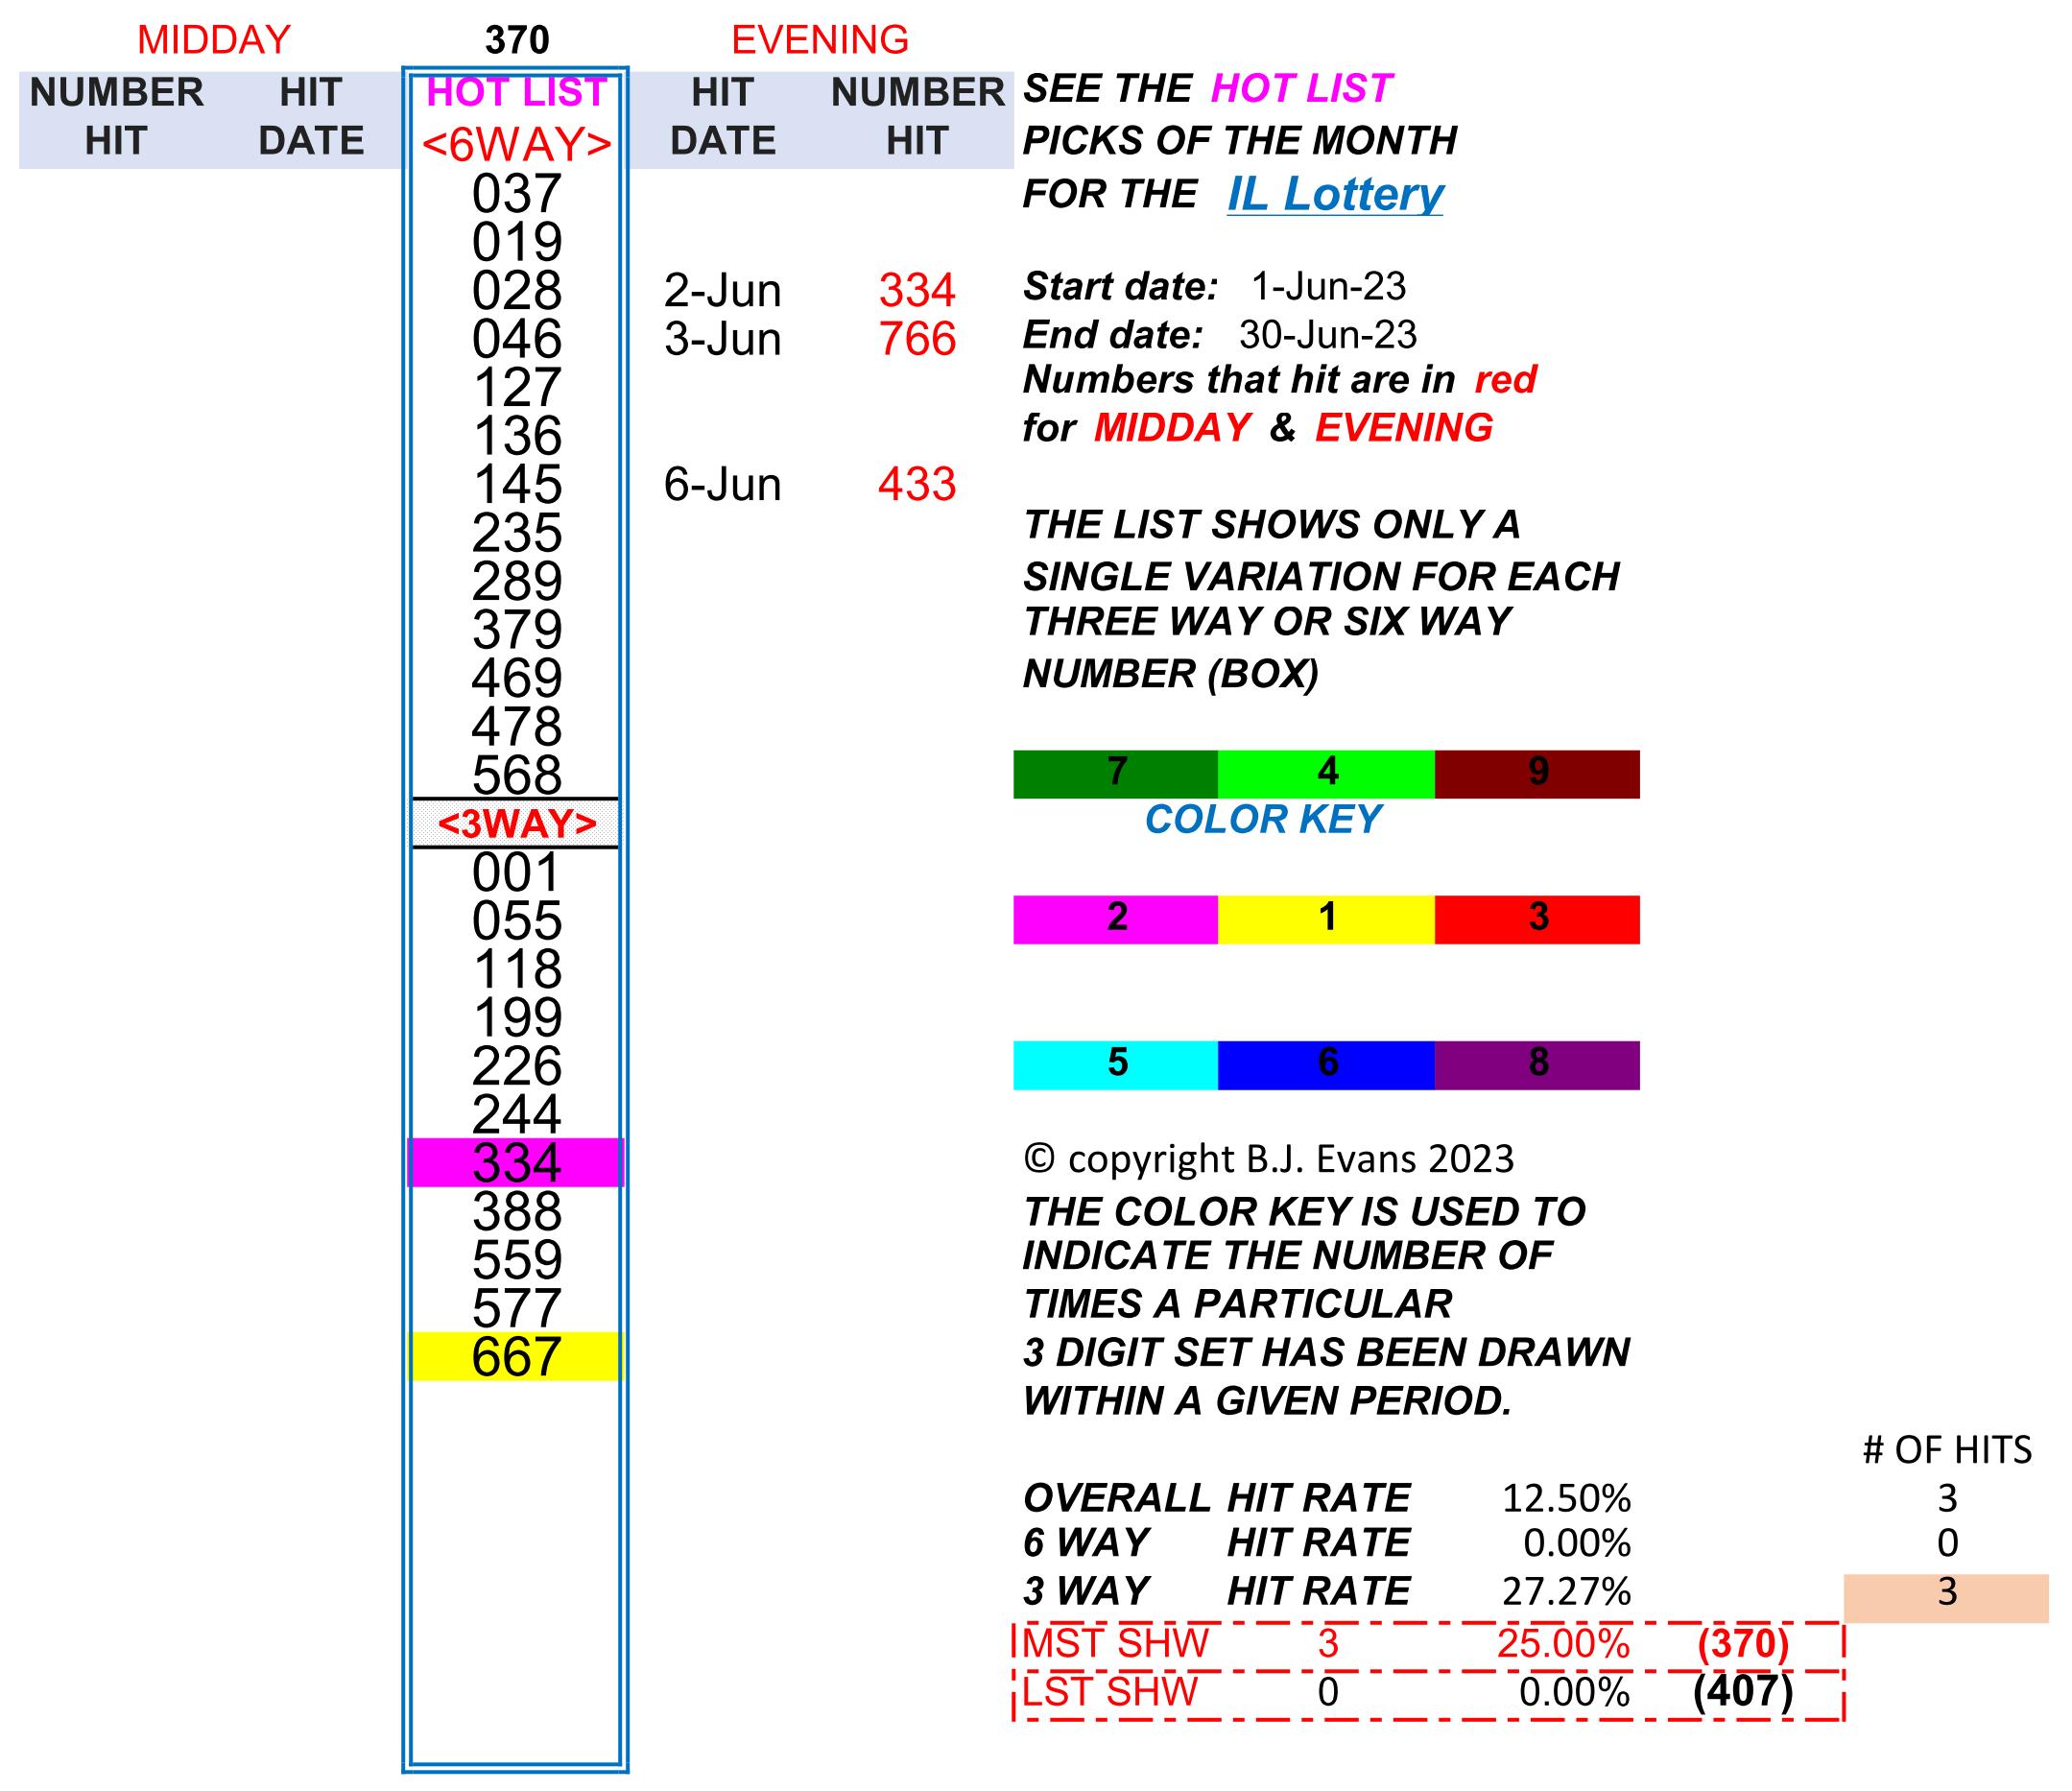 MIDDAY 370 EVENING
NUMBER HIT HOT LIST HIT NUMBER
HIT DATE <6WAY> DATE HIT
037
019
028 2-Jun 334
046 3-Jun 766
127
136
145 6-Jun 433
235
289
379
469
478
568
<3WAY>
001
055
118
199
226
244
334
388
559
577
667
SEE THE HOT LIST
PICKS OF THE MONTH
FOR THE IL Lottery
Start date: 1-Jun-23
End date: 30-Jun-23
Numbers that hit are in red
for MIDDAY & EVENING
THE LIST SHOWS ONLY A
SINGLE VARIATION FOR EACH
THREE WAY OR SIX WAY
NUMBER (BOX)
7 4 9
COLOR KEY
2 1 3
5 6 8
© copyright B.J. Evans 2023
THE COLOR KEY IS USED TO
INDICATE THE NUMBER OF
TIMES A PARTICULAR
3 DIGIT SET HAS BEEN DRAWN
WITHIN A GIVEN PERIOD.
# OF HITS
OVERALL HIT RATE 12.50% 3
6 WAY HIT RATE 0.00% 0
3 WAY HIT RATE 27.27% 3
MST SHW 3 25.00% (370)
LST SHW 0 0.00% (407)